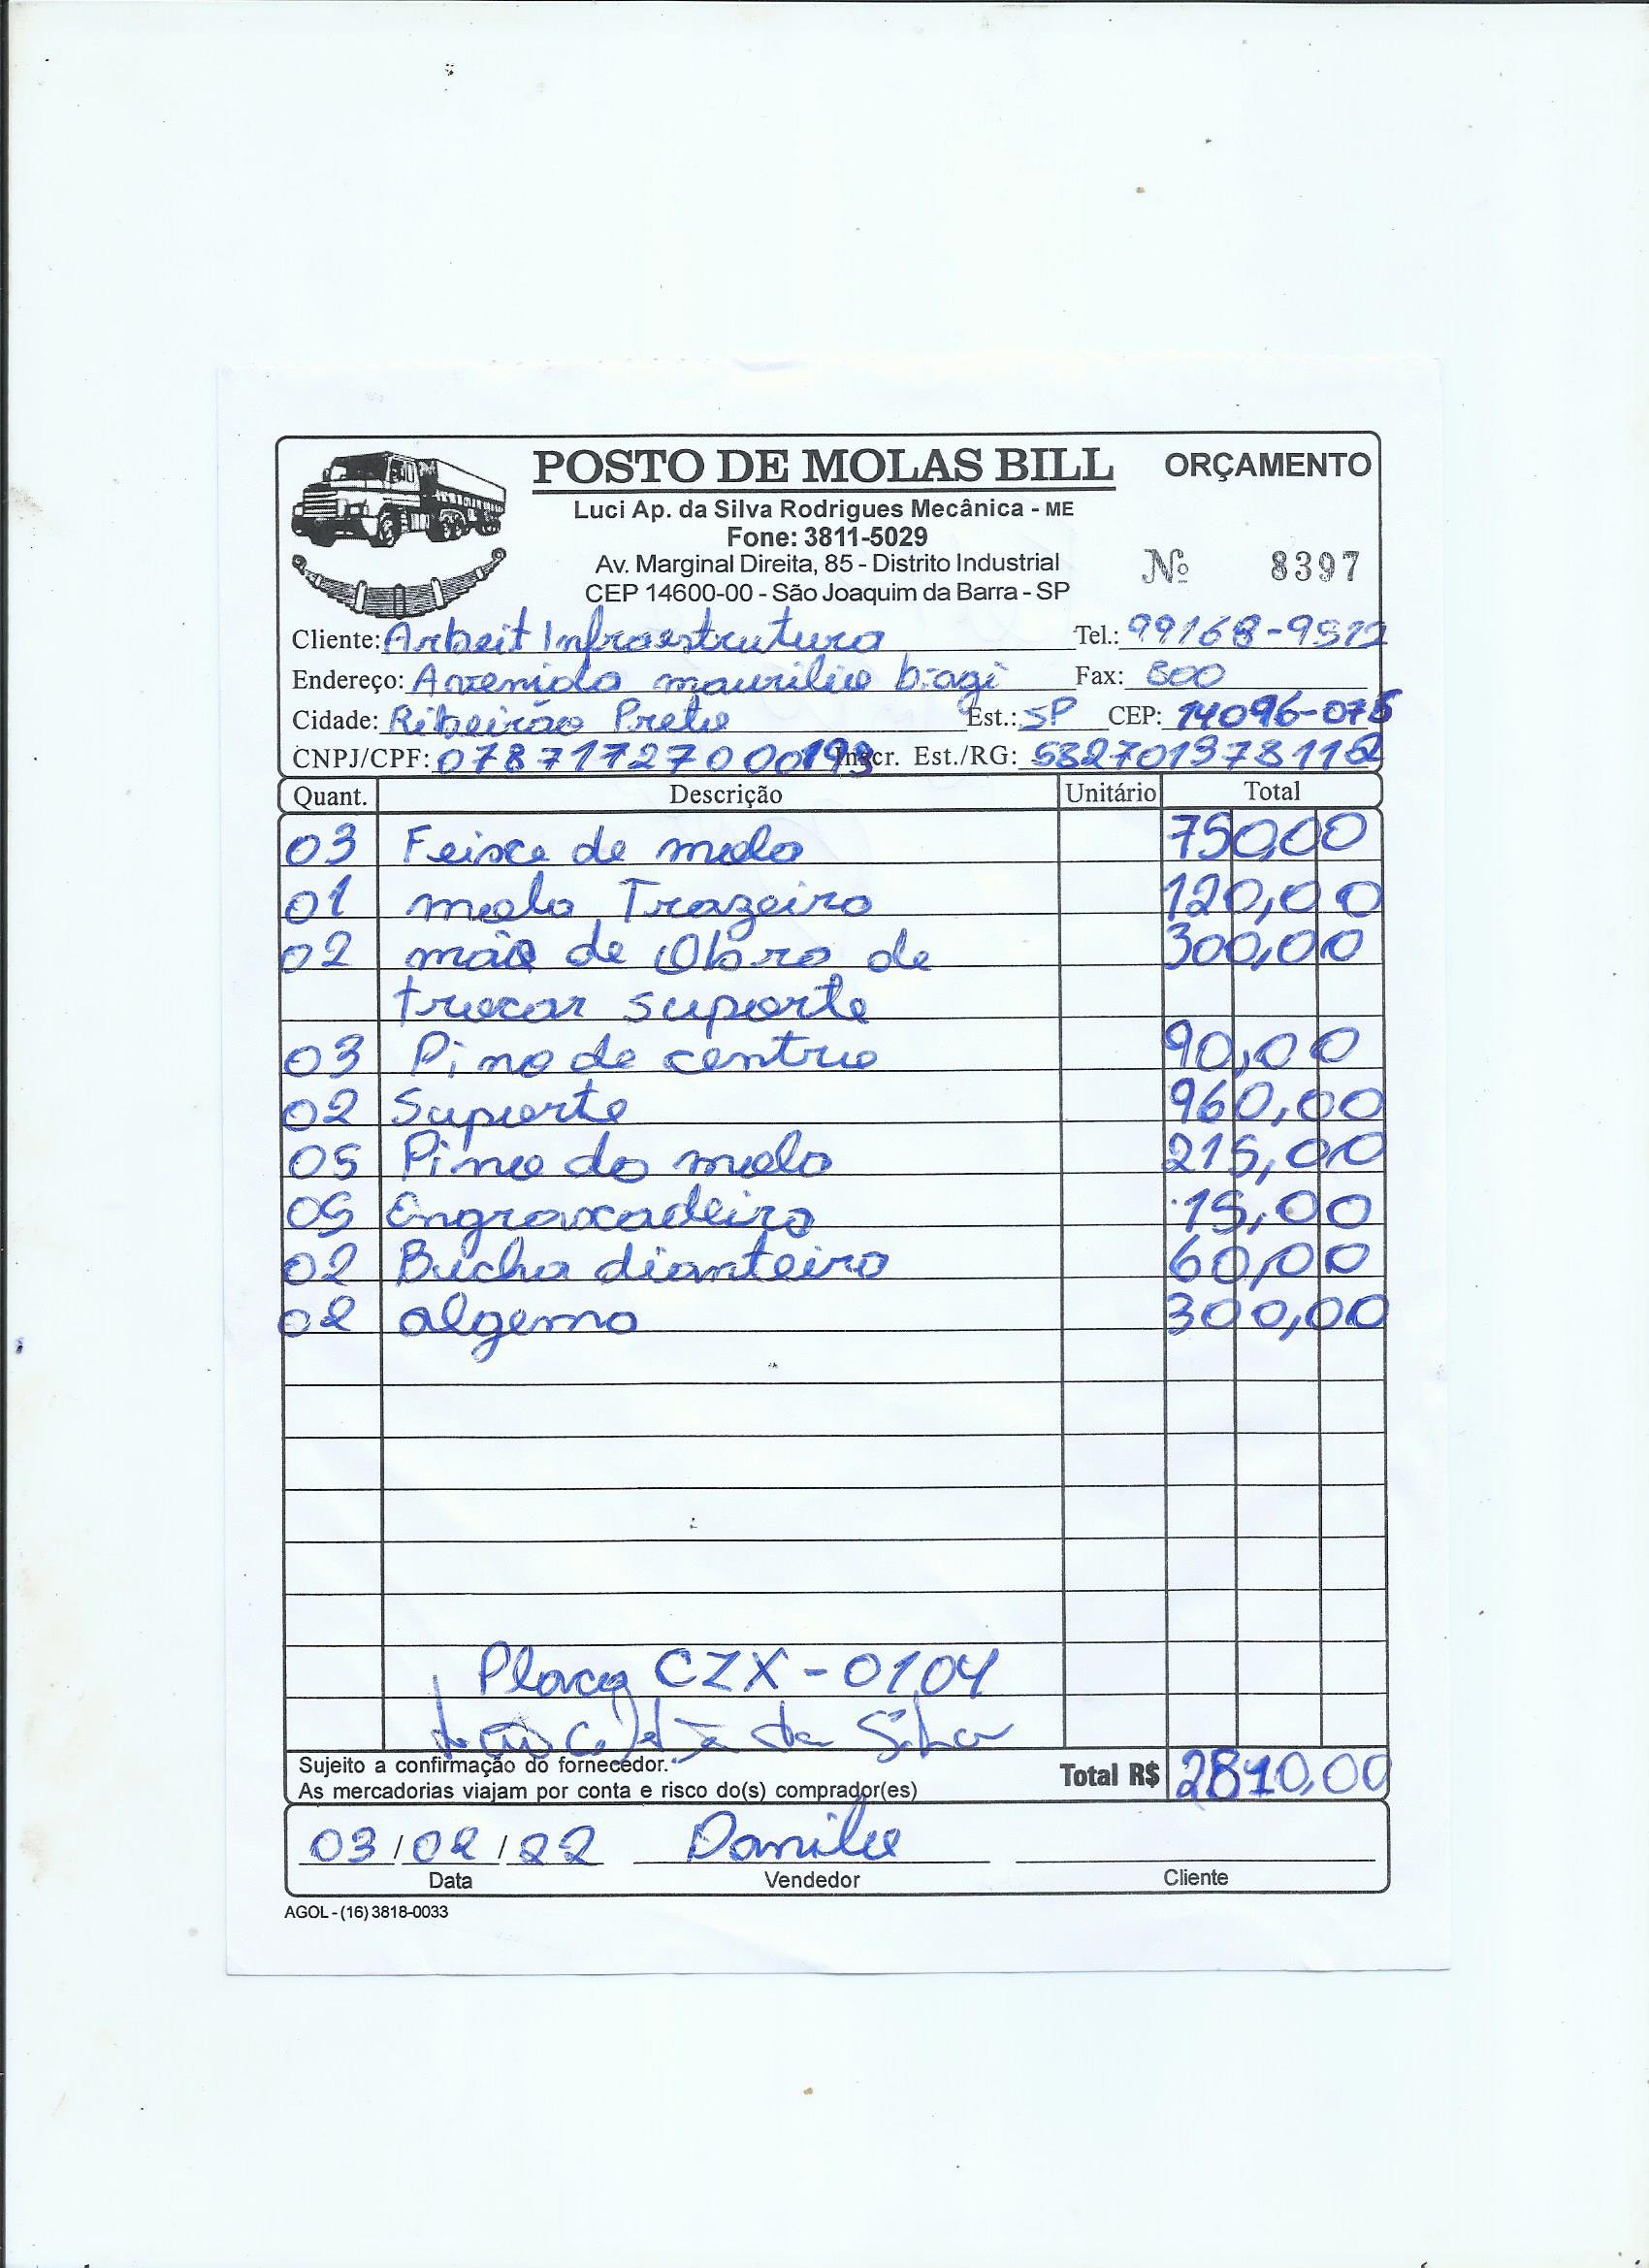 POSTO DE MOLAS BILL ORÇAMENTO
Luci Ap. da Silva Rodrigues Mecânica - ME
Fone: 3811-5029
Av. Marginal Direita, 85 - Distrito Industrial
Nº 8397
CEP 14600-00 - São Joaquim da Barra - SP
Cliente: Arbeit Infraestrutura Tel.: 99168-9512
Endereço: Avenida maurilio biagi Fax: 800
Cidade: Ribeirão Preto Est.: SP CEP: 14096-075
CNPJ/CPF: 07871727000193 Inscr. Est./RG:
Quant. Descrição Unitário Total
03 Feixe de mola 750,00
01 mola Trazeira 120,00
02 mão de Obra de 300,00
trocar suporte
03 Pino de centro 90,00
02 Suporte 960,00
05 Pino da mola 215,00
05 Engraxadeira 15,00
02 Bucha dianteira 60,00
02 algema 300,00
Placa CZX-0104
da Silva
Sujeito a confirmação do fornecedor.
As mercadorias viajam por conta e risco do(s) comprador(es)
Total R$ 2810,00
03/02/22 Danilo
Data Vendedor Cliente
AGOL - (16) 3818-0033